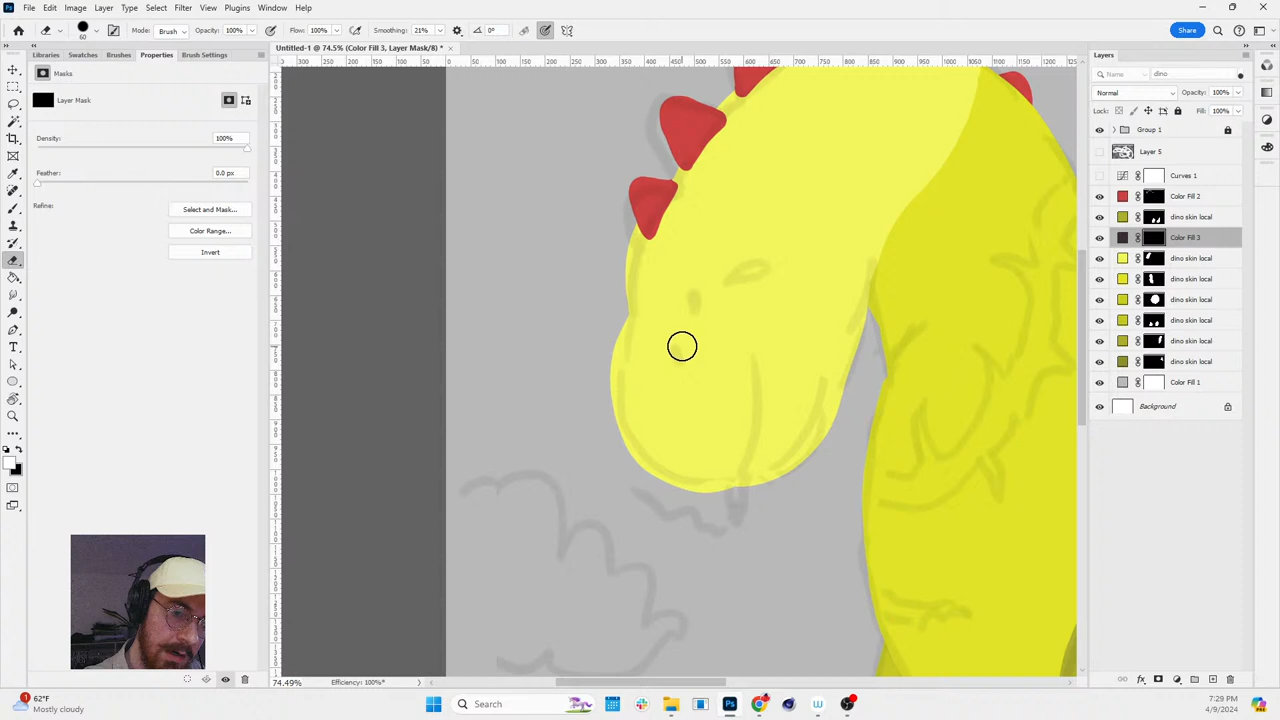 File Edit Image Layer Type Select Filter View Plugins Window Help
60 Mode: Brush Opacity: 100% Flow: 100% Smoothing: 21% 0° Share
Libraries Swatches Brushes Properties Brush Settings
Untitled-1 @ 74.5% (Color Fill 3, Layer Mask/8) *
Layers
Masks
Name dino
Layer Mask
Normal Opacity: 100%
Lock: Fill: 100%
Density: 100%
Feather: 0.0 px
Refine: Select and Mask...
Color Range...
Invert
Group 1
Layer 5
Curves 1
Color Fill 2
dino skin local
Color Fill 3
dino skin local
dino skin local
dino skin local
dino skin local
dino skin local
dino skin local
Color Fill 1
Background
74.49% Efficiency: 100%*
62°F
Mostly cloudy
Search
7:29 PM
4/9/2024